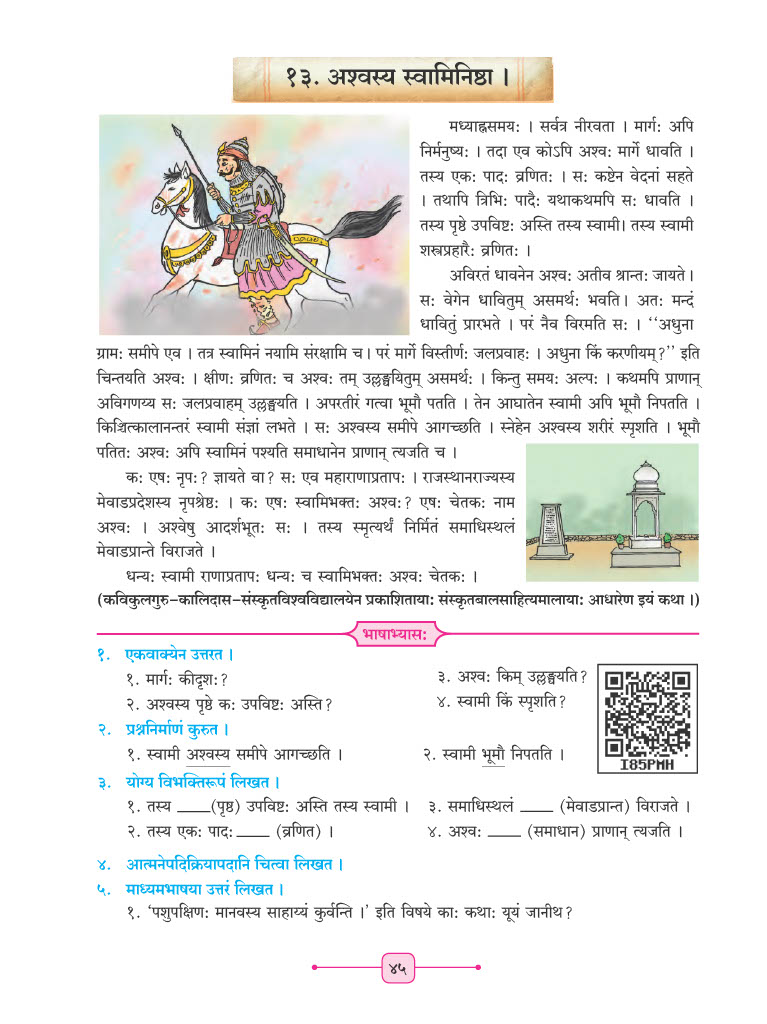 १३. अश्वस्य स्वामिनिष्ठा ।
मध्याह्नसमयः । सर्वत्र नीरवता । मार्गः अपि
निर्मनुष्यः । तदा एव कोऽपि अश्वः मार्गे धावति ।
तस्य एकः पादः व्रणितः । सः कष्टेन वेदनां सहते
। तथापि त्रिभिः पादैः यथाकथमपि सः धावति ।
तस्य पृष्ठे उपविष्टः अस्ति तस्य स्वामी। तस्य स्वामी
शस्त्रप्रहारैः व्रणितः ।
अविरतं धावनेन अश्वः अतीव श्रान्तः जायते।
सः वेगेन धावितुम् असमर्थः भवति। अतः मन्दं
धावितुं प्रारभते । परं नैव विरमति सः । ‘‘अधुना
ग्रामः समीपे एव । तत्र स्वामिनं नयामि संरक्षामि च। परं मार्गे विस्तीर्णः जलप्रवाहः । अधुना किं करणीयम्?’’ इति
चिन्तयति अश्वः । क्षीणः व्रणितः च अश्वः तम् उल्लङ्घयितुम् असमर्थः । किन्तु समयः अल्पः । कथमपि प्राणान्
अविगणय्य सः जलप्रवाहम् उल्लङ्घयति । अपरतीरं गत्वा भूमौ पतति । तेन आघातेन स्वामी अपि भूमौ निपतति ।
किञ्चित्कालानन्तरं स्वामी संज्ञां लभते । सः अश्वस्य समीपे आगच्छति । स्नेहेन अश्वस्य शरीरं स्पृशति । भूमौ
पतितः अश्वः अपि स्वामिनं पश्यति समाधानेन प्राणान् त्यजति च ।
कः एषः नृपः? ज्ञायते वा? सः एव महाराणाप्रतापः । राजस्थानराज्यस्य
मेवाडप्रदेशस्य नृपश्रेष्ठः । कः एषः स्वामिभक्तः अश्वः? एषः चेतकः नाम
अश्वः । अश्वेषु आदर्शभूतः सः । तस्य स्मृत्यर्थं निर्मितं समाधिस्थलं
मेवाडप्रान्ते विराजते ।
धन्यः स्वामी राणाप्रतापः धन्यः च स्वामिभक्तः अश्वः चेतकः ।
(कविकुलगुरु-कालिदास-संस्कृतविश्वविद्यालयेन प्रकाशितायाः संस्कृतबालसाहित्यमालायाः आधारेण इयं कथा ।)
भाषाभ्यासः
१. एकवाक्येन उत्तरत ।
१. मार्गः कीदृशः?
२. अश्वस्य पृष्ठे कः उपविष्टः अस्ति?
३. अश्वः किम् उल्लङ्घयति?
४. स्वामी किं स्पृशति?
I85PMH
२. प्रश्ननिर्माणं कुरुत ।
१. स्वामी अश्वस्य समीपे आगच्छति ।
२. स्वामी भूमौ निपतति ।
३. योग्य विभक्तिरूपं लिखत ।
१. तस्य ____(पृष्ठ) उपविष्टः अस्ति तस्य स्वामी ।
३. समाधिस्थलं ____ (मेवाडप्रान्त) विराजते ।
२. तस्य एकः पादः ____ (व्रणित) ।
४. अश्वः ____ (समाधान) प्राणान् त्यजति ।
४. आत्मनेपदिक्रियापदानि चित्वा लिखत ।
५. माध्यमभाषया उत्तरं लिखत ।
१. ‘पशुपक्षिणः मानवस्य साहाय्यं कुर्वन्ति ।’ इति विषये काः कथाः यूयं जानीथ?
४५